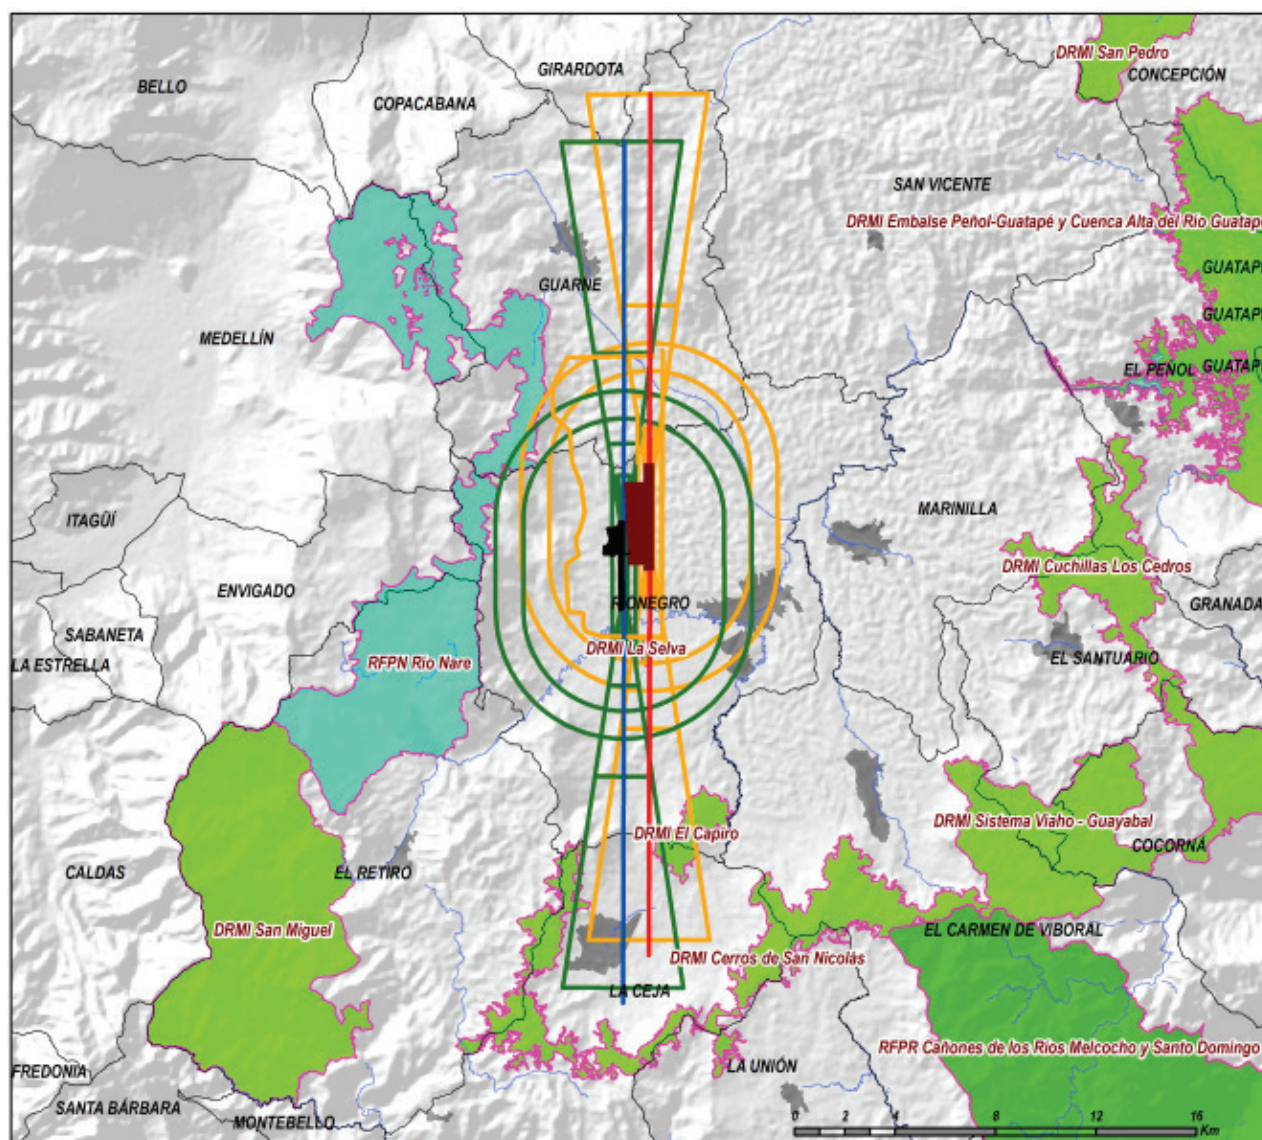 DRMI San Pedro
GIRARDOTA
CONCEPCIÓN
BELLO
COPACABANA
SAN VICENTE
DRMI Embalse Peñol-Guatapé y Cuenca Alta del Río Guatapé
GUATAPÉ
GUARNE
GUATAPÉ
MEDELLÍN
EL PEÑOL
GUATAPÉ
MARINILLA
ITAGÜÍ
DRMI Cuchillas Los Cedros
ENVIGADO
RIONEGRO
GRANADA
SABANETA
DRMI La Selva
LA ESTRELLA
RFPN Río Nare
EL SANTUARIO
DRMI Sistema Viaho - Guayabal
DRMI El Capiro
COCORNÁ
CALDAS
EL RETIRO
DRMI San Miguel
EL CARMEN DE VIBORAL
DRMI Cerros de San Nicolás
LA CEJA
RFPR Cañones de los Ríos Melcocho y Santo Domingo
LA UNIÓN
FREDONIA
SANTA BÁRBARA
MONTEBELLO
0 2 4 8 12 16
Km